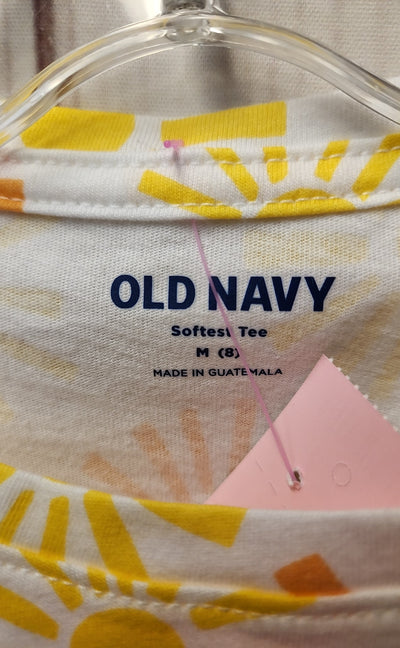 OLD NAVY
Softest Tee
M (8)
MADE IN GUATEMALA